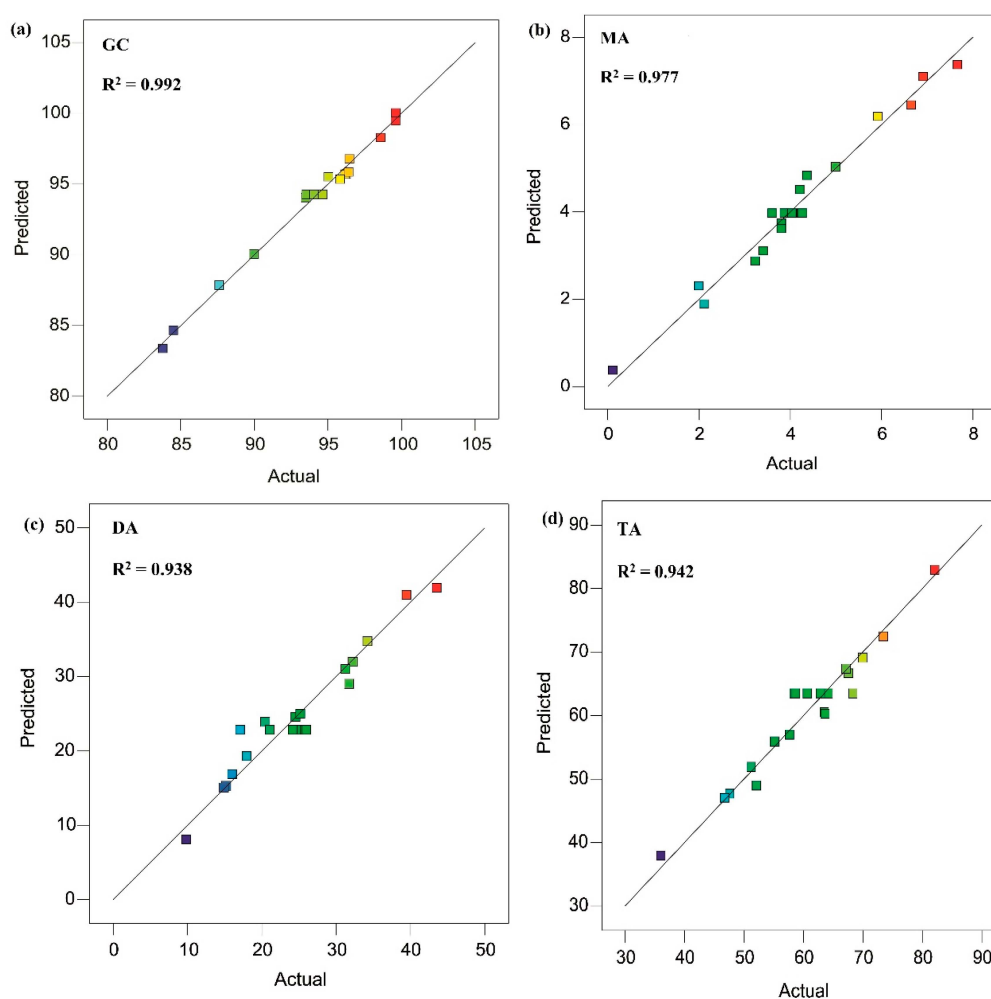 (a)
GC
R² = 0.992
105
100
95
90
85
80
Predicted
80 85 90 95 100 105
Actual
(b)
MA
R² = 0.977
8
6
4
2
0
Predicted
0 2 4 6 8
Actual
(c)
DA
R² = 0.938
50
40
30
20
10
0
Predicted
0 10 20 30 40 50
Actual
(d)
TA
R² = 0.942
90
80
70
60
50
40
30
Predicted
30 40 50 60 70 80 90
Actual